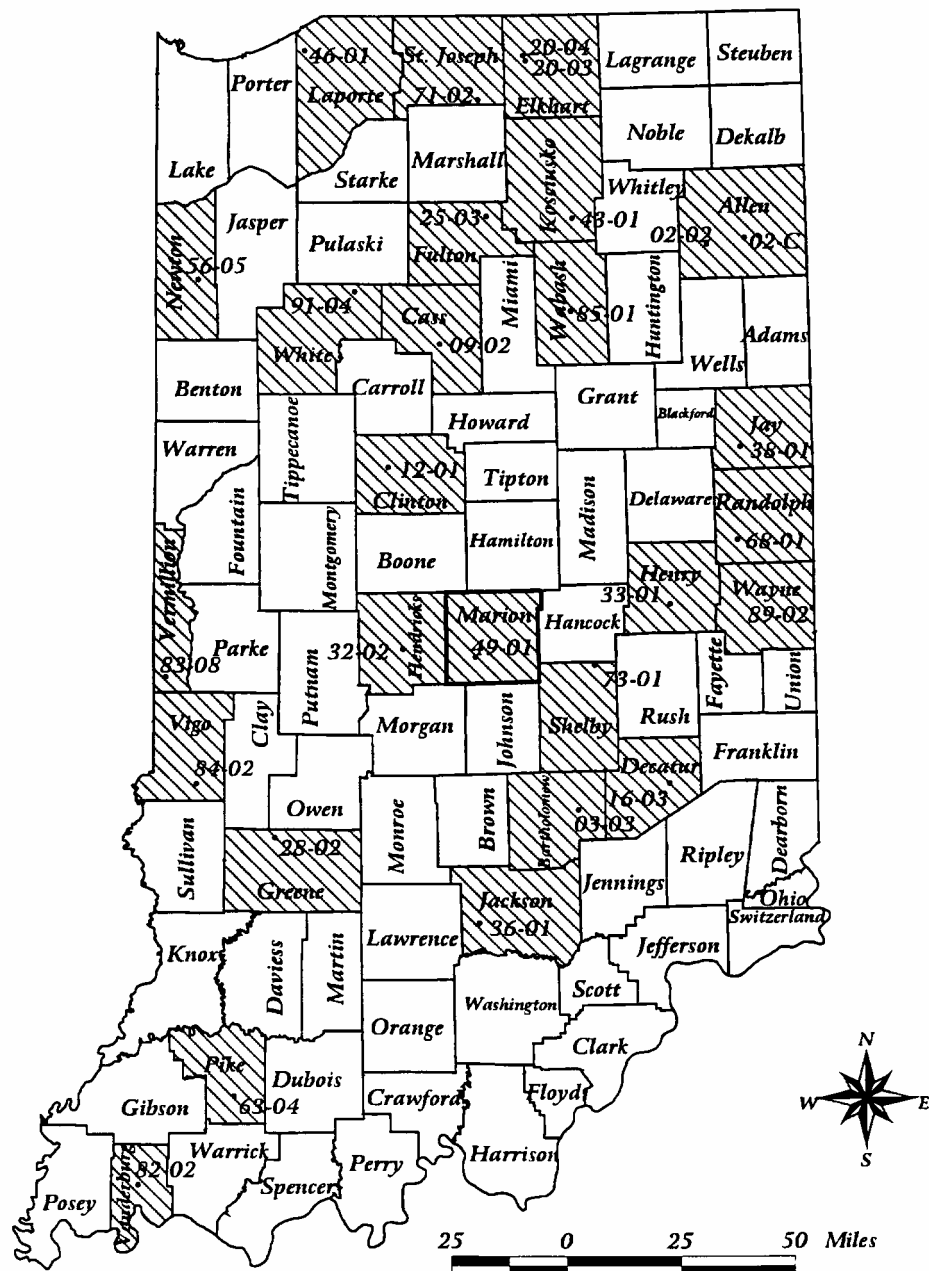 46-01
St. Joseph
20-04
20-03
Lagrange
Steuben
Porter
Laporte
71-02
Elkhart
Noble
Dekalb
Lake
Starke
Marshall
Kosciusko
Whitley
Allen
Jasper
Pulaski
25-03
Fulton
43-01
02-02
02-C
Newton
56-05
91-04
White
Cass
09-02
Miami
Wabash
85-01
Huntington
Wells
Adams
Benton
Carroll
Grant
Blackford
Jay
38-01
Warren
Tippecanoe
Howard
12-01
Clinton
Tipton
Madison
Delaware
Randolph
68-01
Fountain
Montgomery
Boone
Hamilton
Henry
33-01
Wayne
89-02
Vermillion
83-08
Parke
Putnam
32-02
Hendricks
Marion
49-01
Hancock
73-01
Rush
Fayette
Union
Vigo
84-02
Clay
Morgan
Johnson
Shelby
Franklin
Owen
Decatur
16-03
Sullivan
28-02
Greene
Monroe
Brown
Bartholomew
03-03
Jennings
Ripley
Dearborn
Ohio
Switzerland
Jackson
36-01
Knox
Daviess
Martin
Lawrence
Jefferson
Orange
Washington
Scott
Clark
Pike
63-04
Dubois
Gibson
Crawford
Floyd
Harrison
N
W
E
S
Posey
Vanderburg
82-02
Warrick
Spencer
Perry
25 0 25 50 Miles